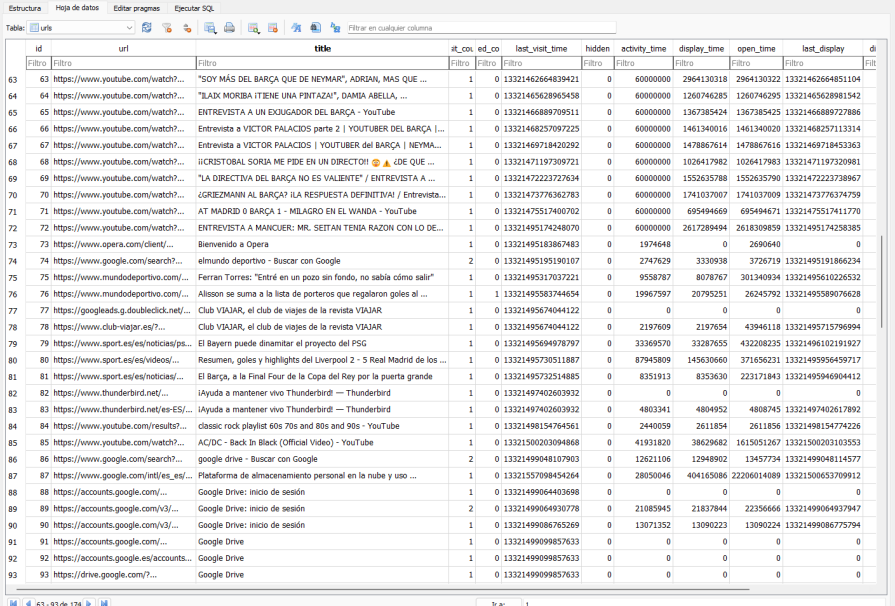 Estructura Hoja de datos Editar pragmas Ejecutar SQL
Tabla: urls Filtrar en cualquier columna
id url title it_cou ed_co last_visit_time hidden activity_time display_time open_time last_display di
Filtro Filtro Filtro Filtro Filtro Filtro Filtro Filtro Filtro Filtro Filtro
63 63 https://www.youtube.com/watch?... "SOY MÁS DEL BARÇA QUE DE NEYMAR", ADRIAN, MAS QUE ... 1 0 13321462664839421 0 60000000 2964130318 2964130322 13321462664851104
64 64 https://www.youtube.com/watch?... "ILAIX MORIBA ¡TIENE UNA PINTAZA!", DAMIA ABELLA, ... 1 0 13321465628965458 0 60000000 1260746285 1260746295 13321465628981542
65 65 https://www.youtube.com/watch?... ENTREVISTA A UN EXJUGADOR DEL BARÇA - YouTube 1 0 13321466889709511 0 60000000 1367385424 1367385425 13321466889727886
66 66 https://www.youtube.com/watch?... Entrevista a VICTOR PALACIOS parte 2 | YOUTUBER DEL BARÇA |... 1 0 13321468257097225 0 60000000 1461340016 1461340020 13321468257113314
67 67 https://www.youtube.com/watch?... Entrevista a VICTOR PALACIOS | YOUTUBER del BARÇA | NEYMA... 1 0 13321469718420292 0 60000000 1478867614 1478867616 13321469718453363
68 68 https://www.youtube.com/watch?... ¡¡CRISTOBAL SORIA ME PIDE EN UN DIRECTO!! 😳 ⚠️ ¿DE QUE ... 1 0 13321471197309721 0 60000000 1026417982 1026417983 13321471197320981
69 69 https://www.youtube.com/watch?... "LA DIRECTIVA DEL BARÇA NO ES VALIENTE" / ENTREVISTA A ... 1 0 13321472223727634 0 60000000 1552635788 1552635790 13321472223738967
70 70 https://www.youtube.com/watch?... ¿GRIEZMANN AL BARÇA? ¡LA RESPUESTA DEFINITIVA! / Entrevista... 1 0 13321473776362783 0 60000000 1741037007 1741037009 13321473776374759
71 71 https://www.youtube.com/watch?... AT MADRID 0 BARÇA 1 - MILAGRO EN EL WANDA - YouTube 1 0 13321475517400702 0 60000000 695494669 695494671 13321475517411770
72 72 https://www.youtube.com/watch?... ENTREVISTA A MANCUER: MR. SEITAN TENIA RAZON CON LO DE... 1 0 13321495174248070 0 60000000 2617289494 2618309859 13321495174258385
73 73 https://www.opera.com/client/... Bienvenido a Opera 1 0 13321495183867483 0 1974648 0 2690640 0
74 74 https://www.google.com/search?... elmundo deportivo - Buscar con Google 2 0 13321495195190107 0 2747629 3330938 3726719 13321495191866234
75 75 https://www.mundodeportivo.com/... Ferran Torres: "Entré en un pozo sin fondo, no sabía cómo salir" 1 0 13321495317037221 0 9558787 8078767 301340934 13321495610226532
76 76 https://www.mundodeportivo.com/... Alisson se suma a la lista de porteros que regalaron goles al ... 1 1 13321495583744654 0 19967597 20795251 26245792 13321495589076628
77 77 https://googleads.g.doubleclick.net/... Club VIAJAR, el club de viajes de la revista VIAJAR 1 0 13321495674044122 0 0 0 0 0
78 78 https://www.club-viajar.es/?... Club VIAJAR, el club de viajes de la revista VIAJAR 1 0 13321495674044122 0 2197609 2197654 43946118 13321495715796994
79 79 https://www.sport.es/es/noticias/ps... El Bayern puede dinamitar el proyecto del PSG 1 0 13321495694978797 0 33369570 33287655 432208235 13321496102191927
80 80 https://www.sport.es/es/videos/... Resumen, goles y highlights del Liverpool 2 - 5 Real Madrid de los ... 1 0 13321495730511887 0 87945809 145630660 371656231 13321495956459717
81 81 https://www.sport.es/es/noticias/... El Barça, a la Final Four de la Copa del Rey por la puerta grande 1 0 13321495732514885 0 8351913 8353630 223171843 13321495946904412
82 82 https://www.thunderbird.net/... ¡Ayuda a mantener vivo Thunderbird! — Thunderbird 1 0 13321497402603932 0 0 0 0 0
83 83 https://www.thunderbird.net/es-ES/... ¡Ayuda a mantener vivo Thunderbird! — Thunderbird 1 0 13321497402603932 0 4803341 4804952 4808745 13321497402617892
84 84 https://www.youtube.com/results?... classic rock playlist 60s 70s and 80s and 90s - YouTube 1 0 13321498154764561 0 2440059 2611854 2611856 13321498154774226
85 85 https://www.youtube.com/watch?... AC/DC - Back In Black (Official Video) - YouTube 1 0 13321500203094868 0 41931820 38629682 1615051267 13321500203103553
86 86 https://www.google.com/search?... google drive - Buscar con Google 2 0 13321499048107903 0 12621106 12948902 13457734 13321499048114577
87 87 https://www.google.com/intl/es_es/... Plataforma de almacenamiento personal en la nube y uso ... 1 0 13321557098454264 0 28050046 404165086 22206014089 13321500653709912
88 88 https://accounts.google.com/... Google Drive: inicio de sesión 1 0 13321499064403698 0 0 0 0 0
89 89 https://accounts.google.com/v3/... Google Drive: inicio de sesión 2 0 13321499064930778 0 21085945 21837844 22356666 13321499064937947
90 90 https://accounts.google.com/v3/... Google Drive: inicio de sesión 1 0 13321499086765269 0 13071352 13090223 13090224 13321499086775794
91 91 https://accounts.google.com/... Google Drive 1 0 13321499099857633 0 0 0 0 0
92 92 https://accounts.google.es/accounts... Google Drive 1 0 13321499099857633 0 0 0 0 0
93 93 https://drive.google.com/?... Google Drive 1 0 13321499099857633 0 0 0 0 0
63 - 93 de 174 Ir a: 1